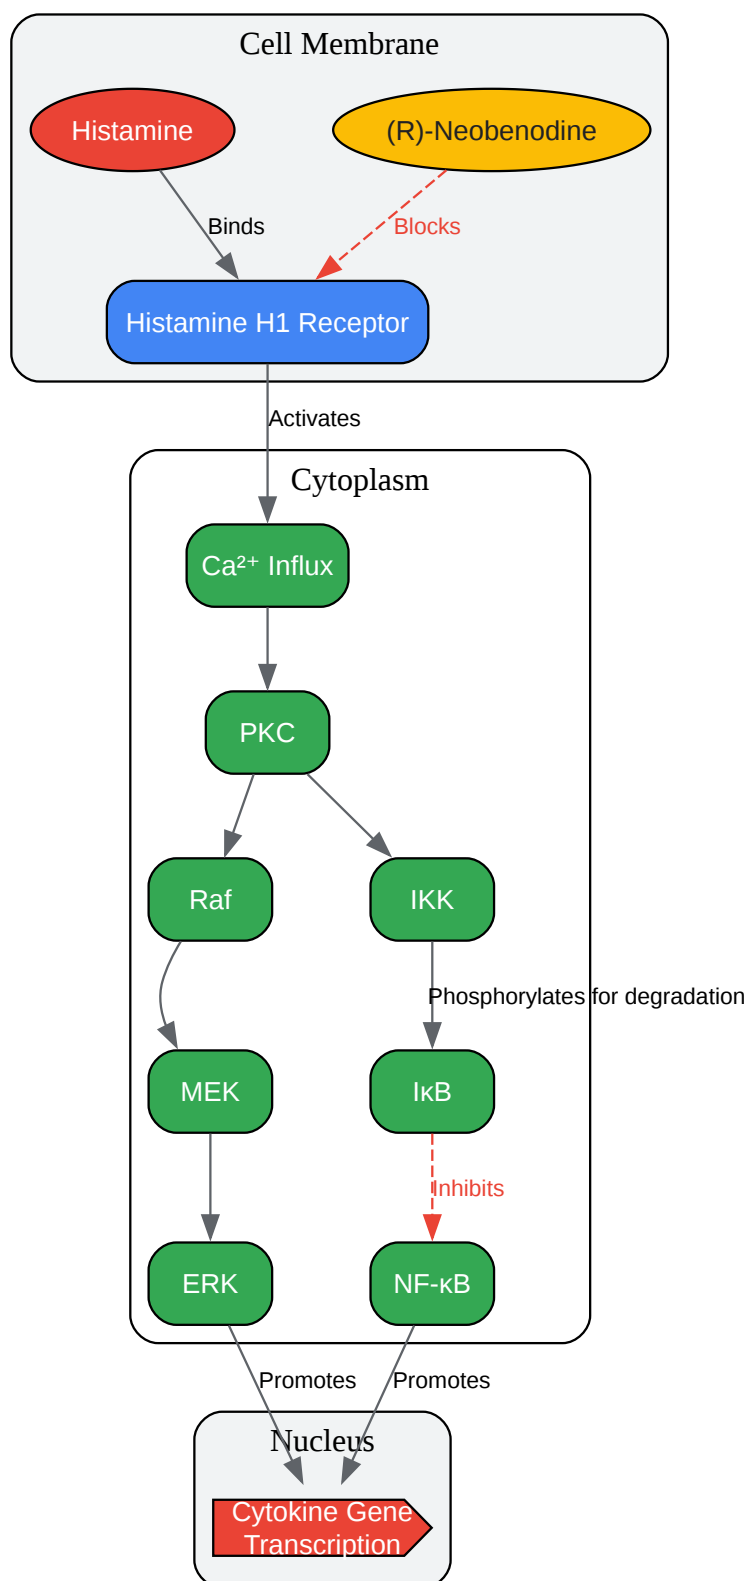 Cell Membrane
Histamine
(R)-Neobenodine
Binds
Blocks
Histamine H1 Receptor
Activates
Cytoplasm
Ca²⁺ Influx
PKC
Raf
IKK
Phosphorylates for degradation
MEK
IκB
Inhibits
ERK
NF-κB
Promotes
Promotes
Nucleus
Cytokine Gene
Transcription